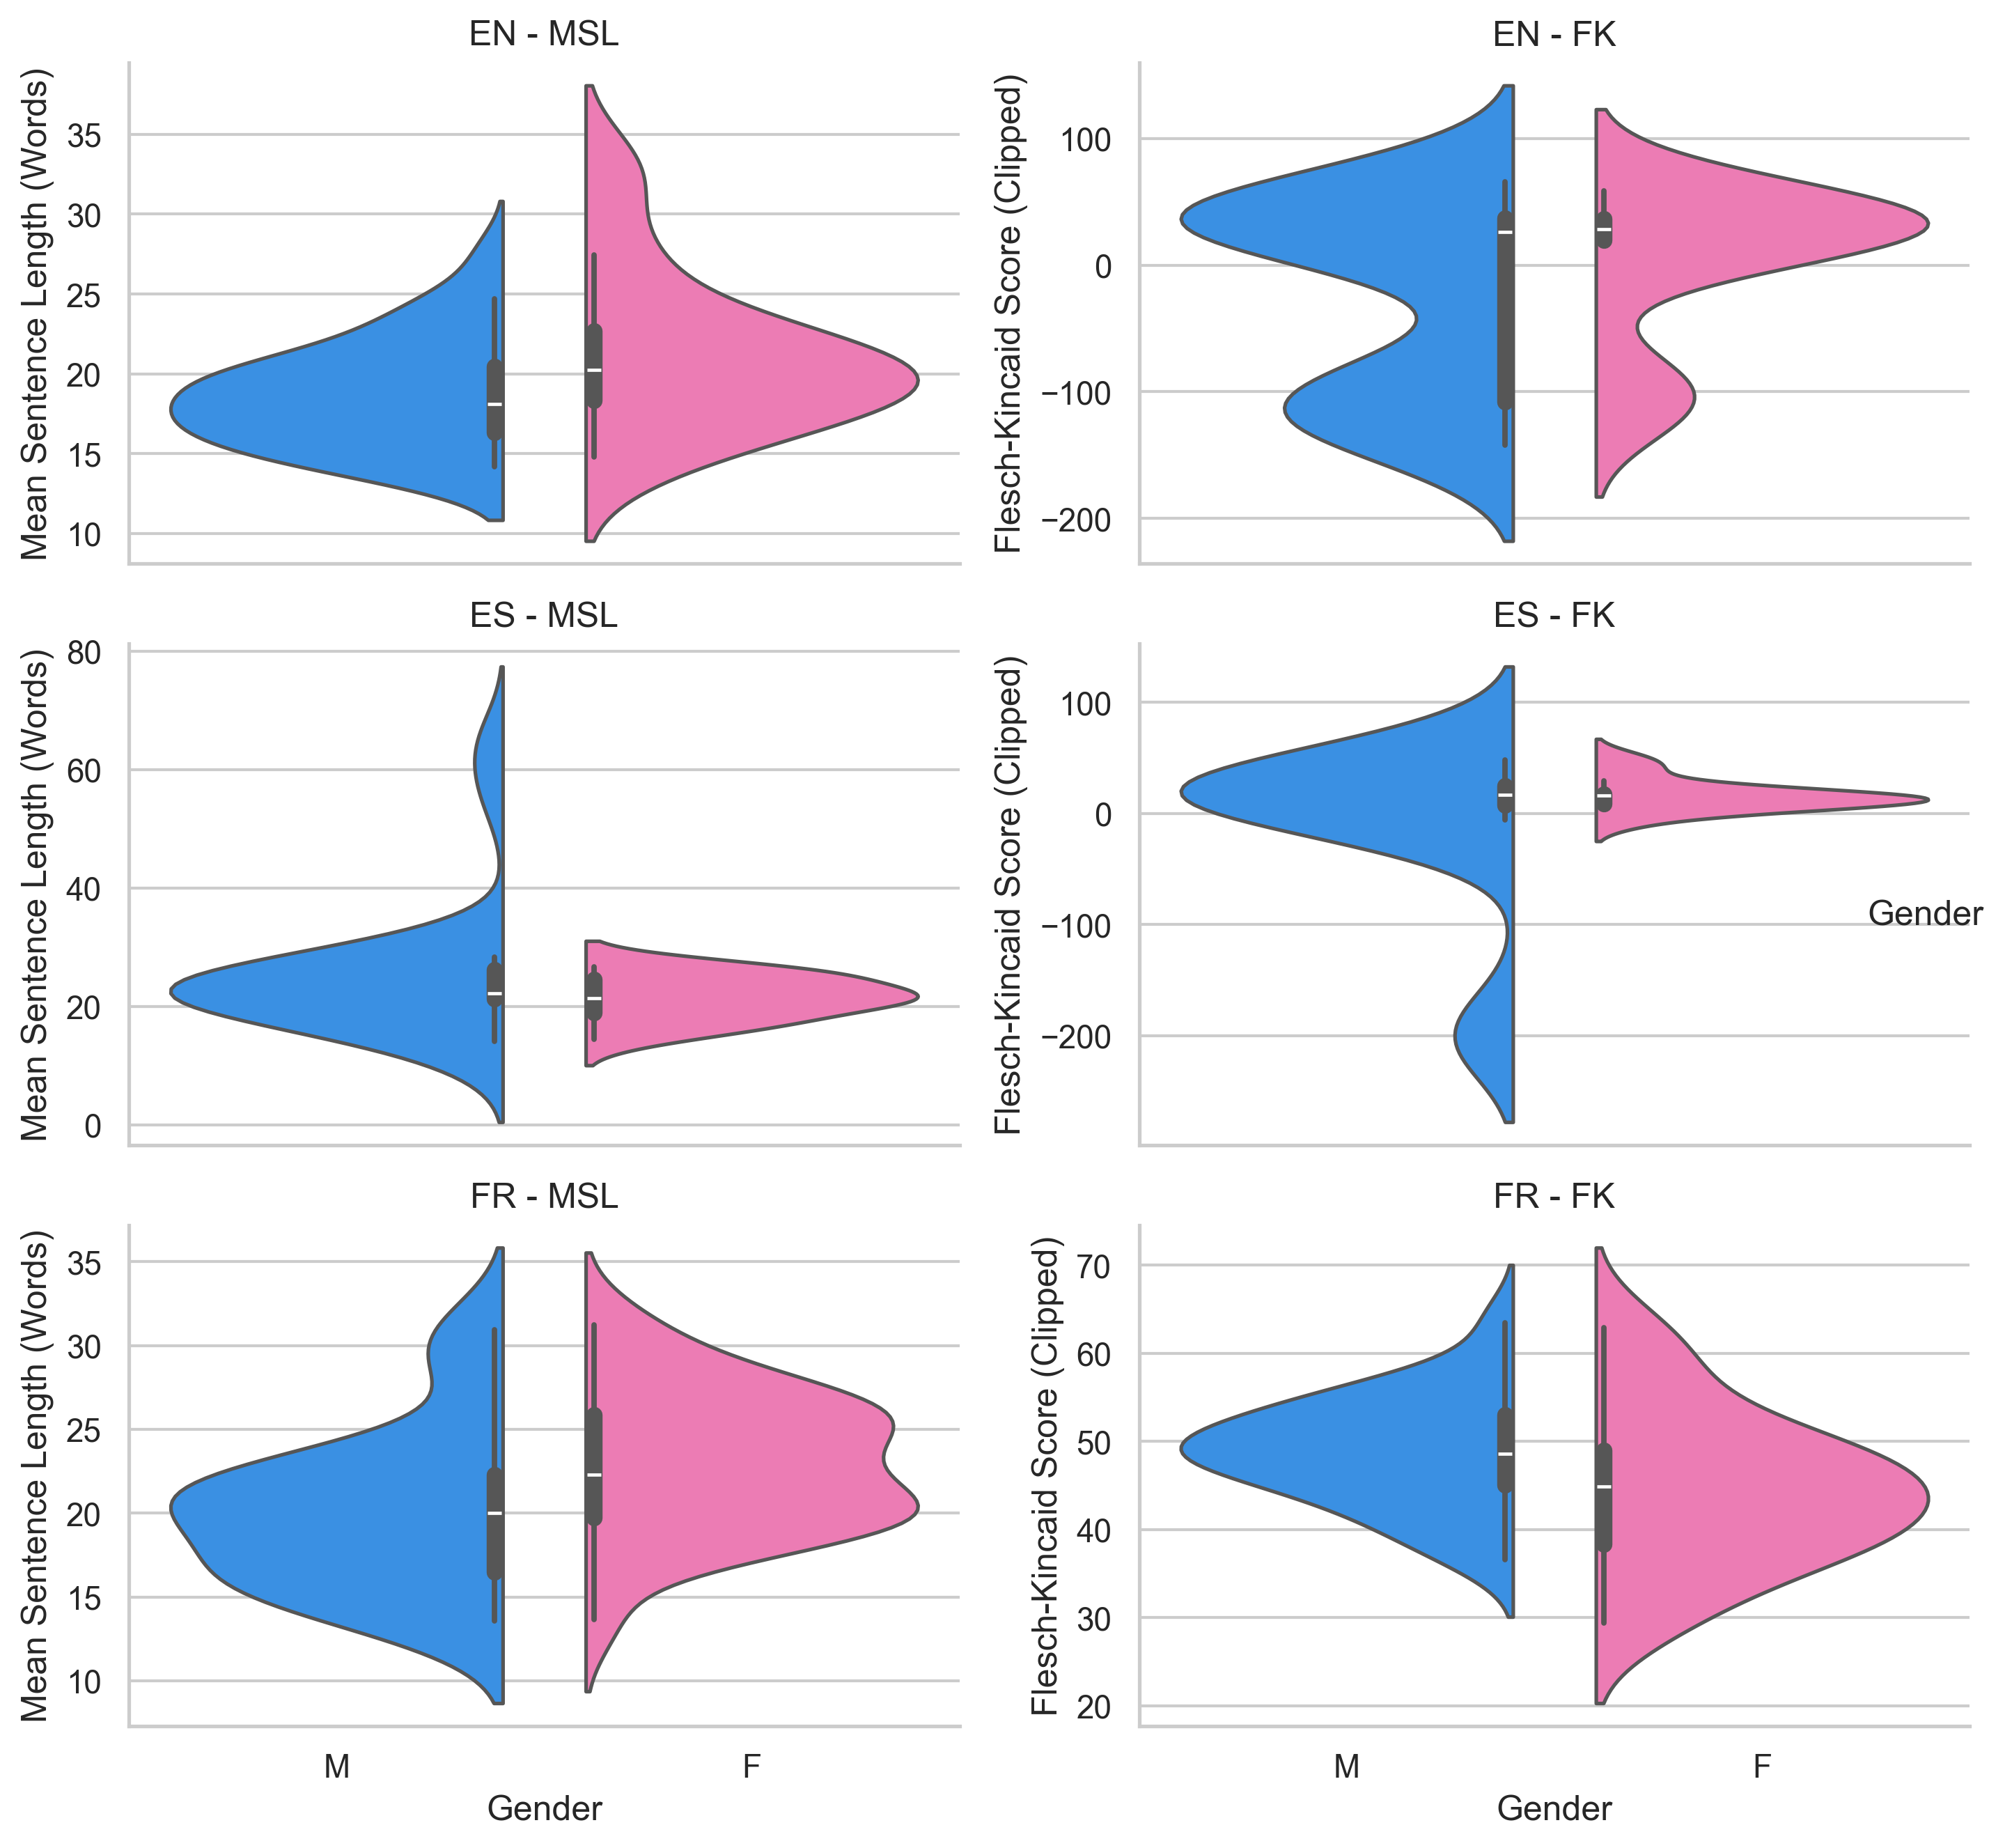 EN - MSL
Mean Sentence Length (Words)
35
30
25
20
15
10
EN - FK
Flesch-Kincaid Score (Clipped)
100
0
−100
−200
ES - MSL
Mean Sentence Length (Words)
80
60
40
20
0
ES - FK
Flesch-Kincaid Score (Clipped)
100
0
−100
−200
Gender
FR - MSL
Mean Sentence Length (Words)
35
30
25
20
15
10
M
F
Gender
FR - FK
Flesch-Kincaid Score (Clipped)
70
60
50
40
30
20
M
F
Gender